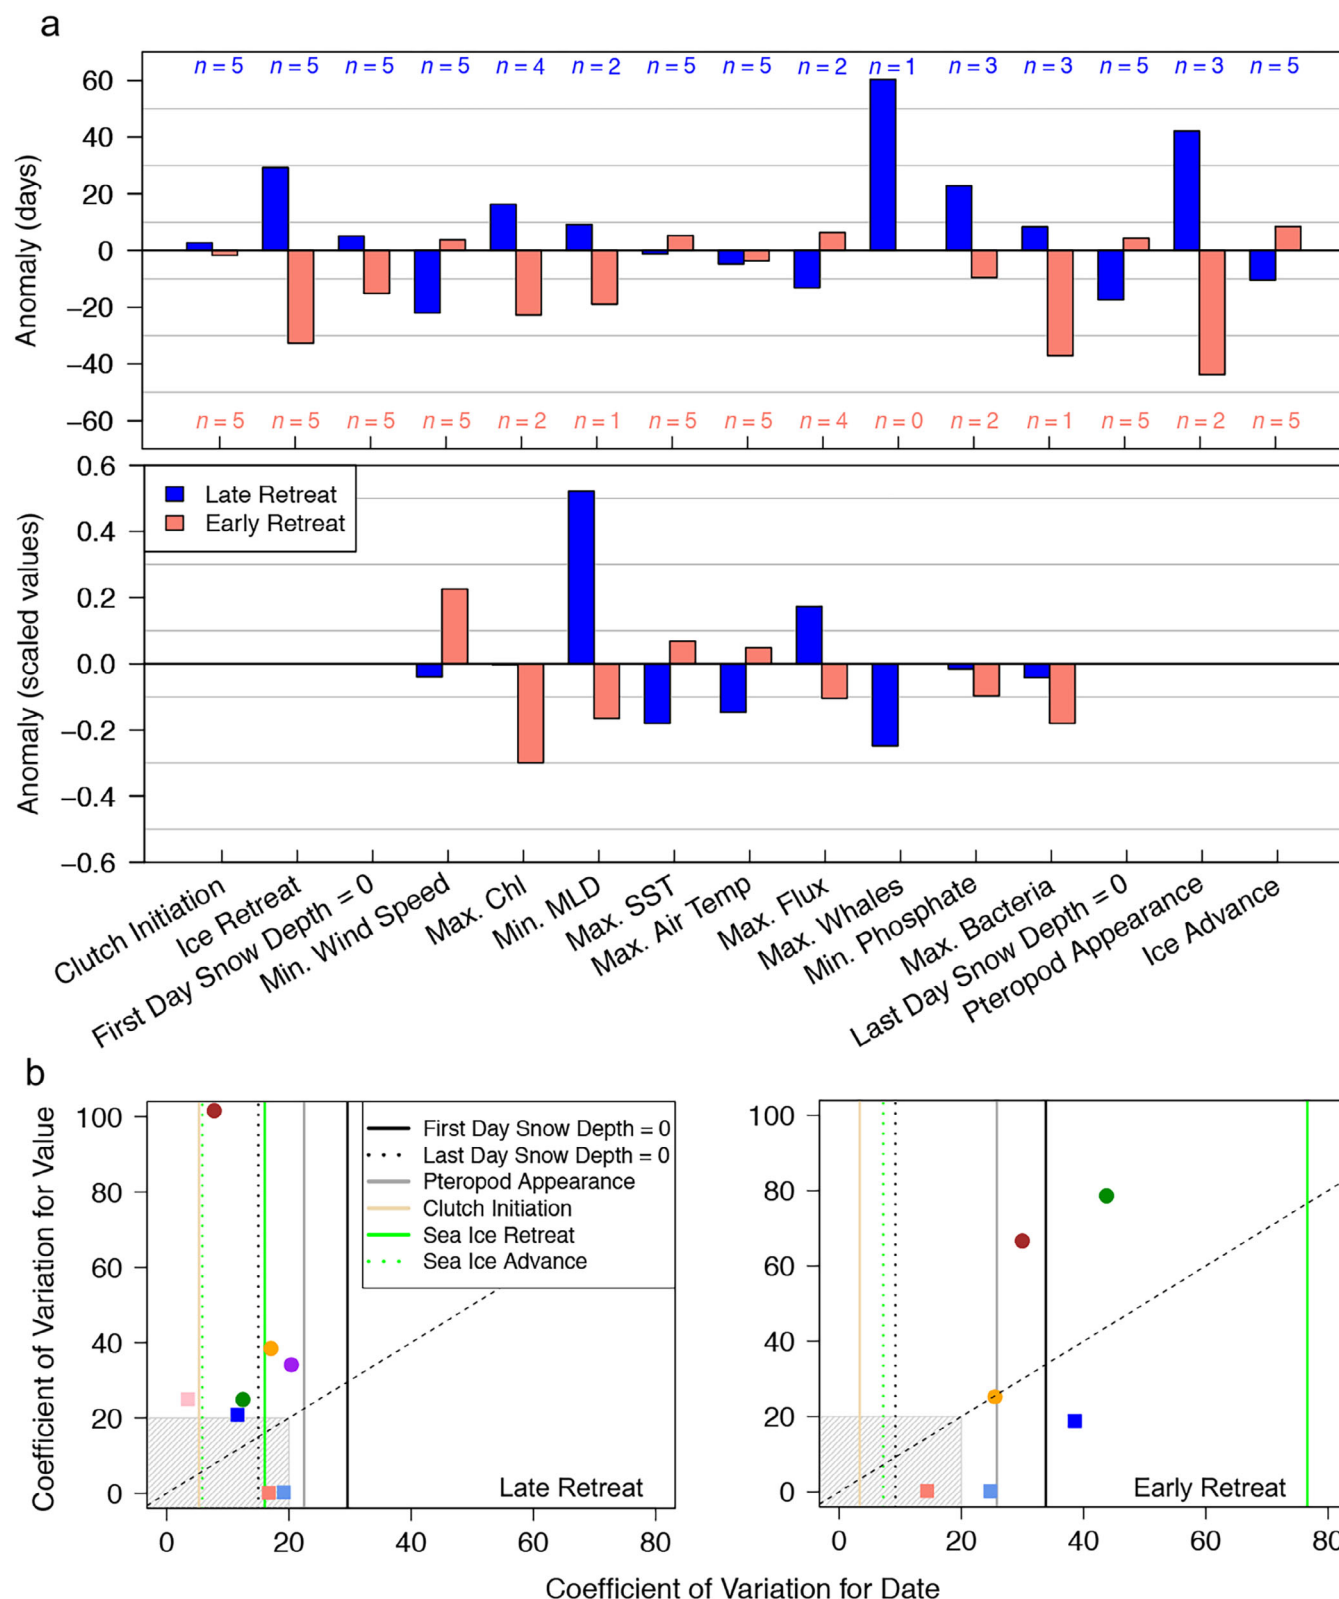 a
n = 5 n = 5 n = 5 n = 5 n = 4 n = 2 n = 5 n = 5 n = 2 n = 1 n = 3 n = 3 n = 5 n = 3 n = 5
60
40
20
0
−20
−40
−60
Anomaly (days)
n = 5 n = 5 n = 5 n = 5 n = 2 n = 1 n = 5 n = 5 n = 4 n = 0 n = 2 n = 1 n = 5 n = 2 n = 5
Late Retreat
Early Retreat
0.6
0.4
0.2
0.0
−0.2
−0.4
−0.6
Anomaly (scaled values)
Clutch Initiation
Ice Retreat
First Day Snow Depth = 0
Min. Wind Speed
Max. Chl
Min. MLD
Max. SST
Max. Air Temp
Max. Flux
Max. Whales
Min. Phosphate
Max. Bacteria
Last Day Snow Depth = 0
Pteropod Appearance
Ice Advance
b
Coefficient of Variation for Value
100
80
60
40
20
0
First Day Snow Depth = 0
Last Day Snow Depth = 0
Pteropod Appearance
Clutch Initiation
Sea Ice Retreat
Sea Ice Advance
Late Retreat
0 20 40 60 80
100
80
60
40
20
0
Early Retreat
0 20 40 60 80
Coefficient of Variation for Date